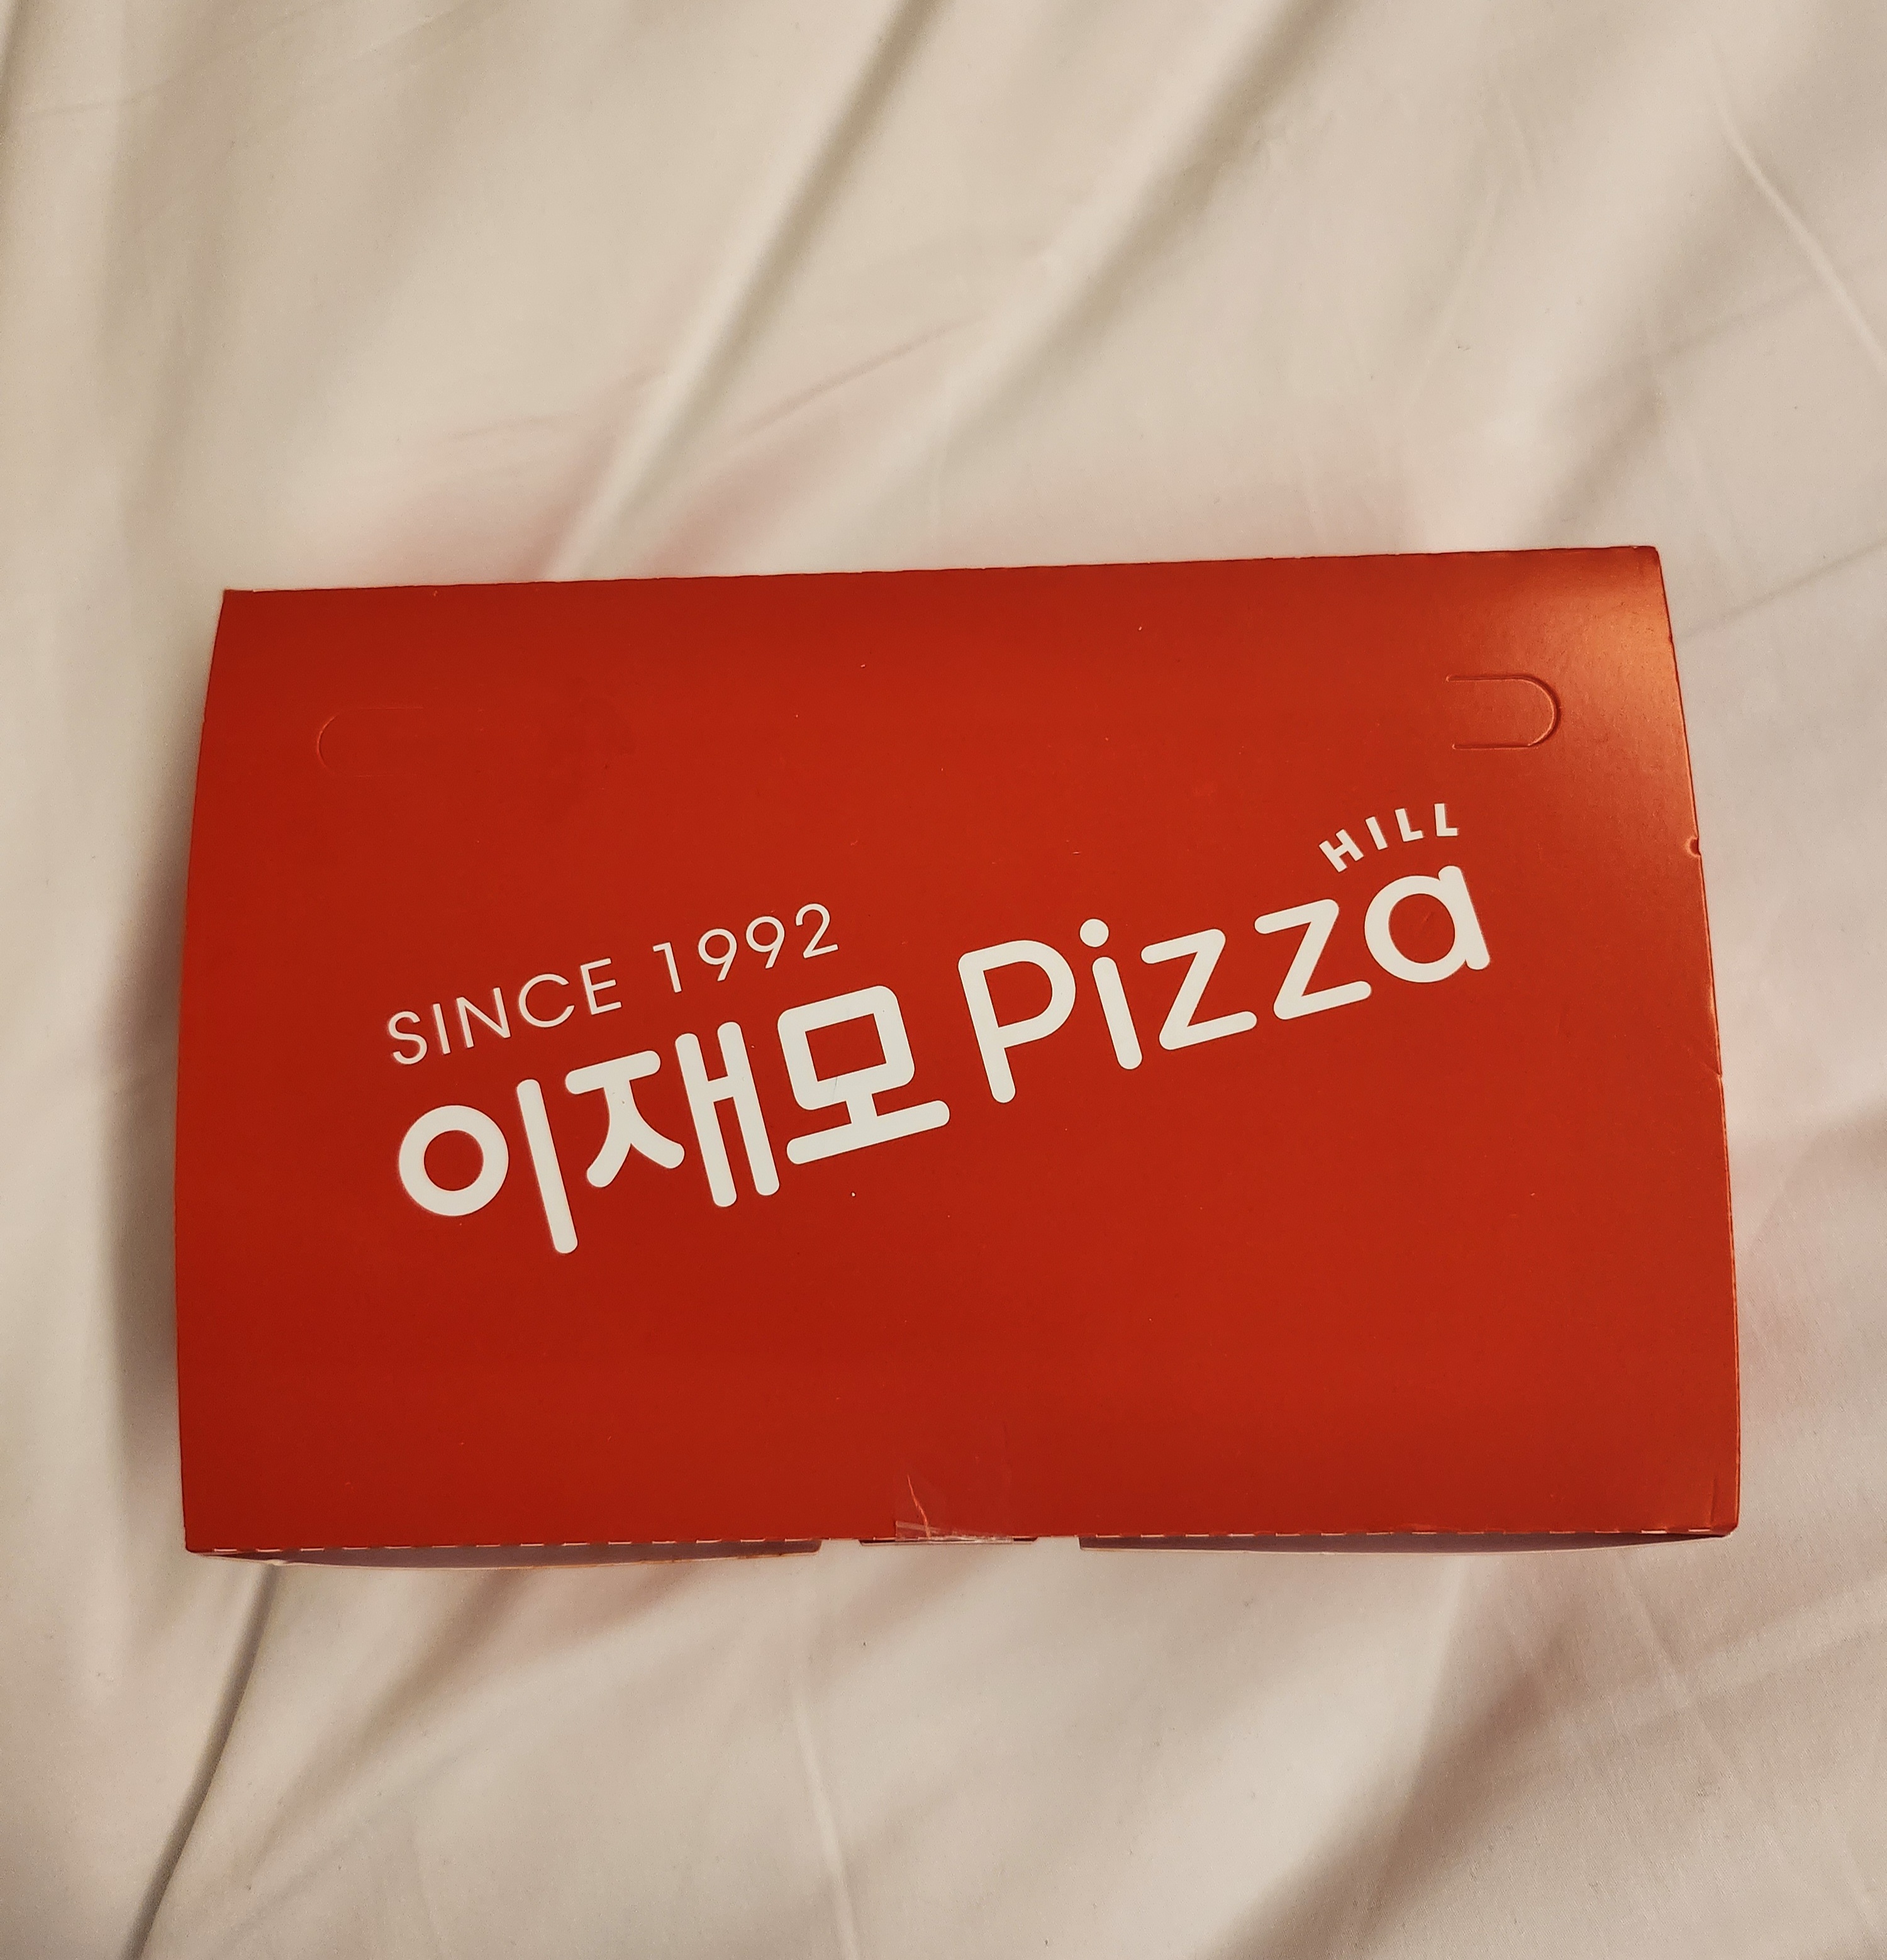 SINCE 1992
HILL
이재모 Pizza